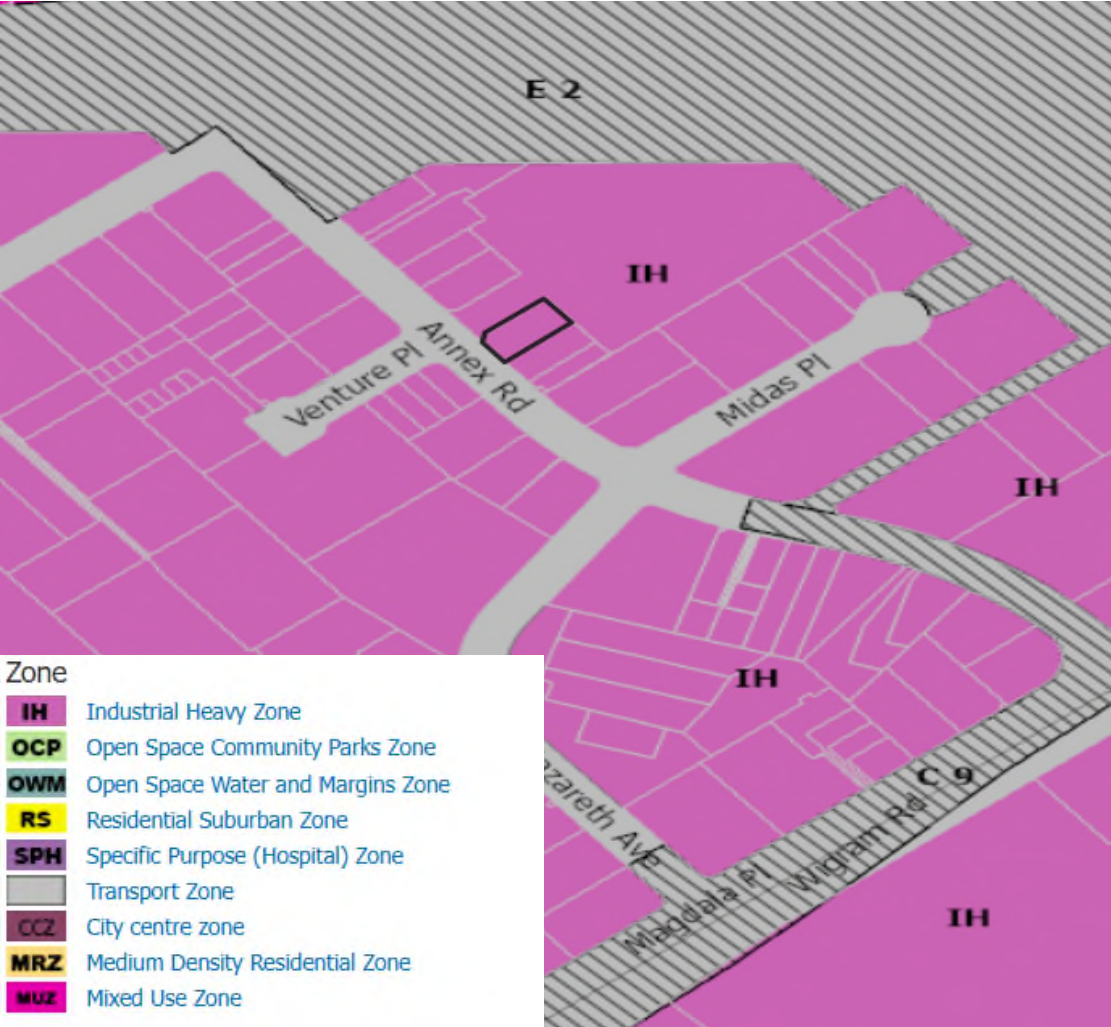 E 2
IH
Annex Rd
Venture Pl
Midas Pl
IH
IH
C 9
Wigram Rd
Magdala Pl
azareth Ave
IH
Zone
IH Industrial Heavy Zone
OCP Open Space Community Parks Zone
OWM Open Space Water and Margins Zone
RS Residential Suburban Zone
SPH Specific Purpose (Hospital) Zone
Transport Zone
CCZ City centre zone
MRZ Medium Density Residential Zone
MUZ Mixed Use Zone